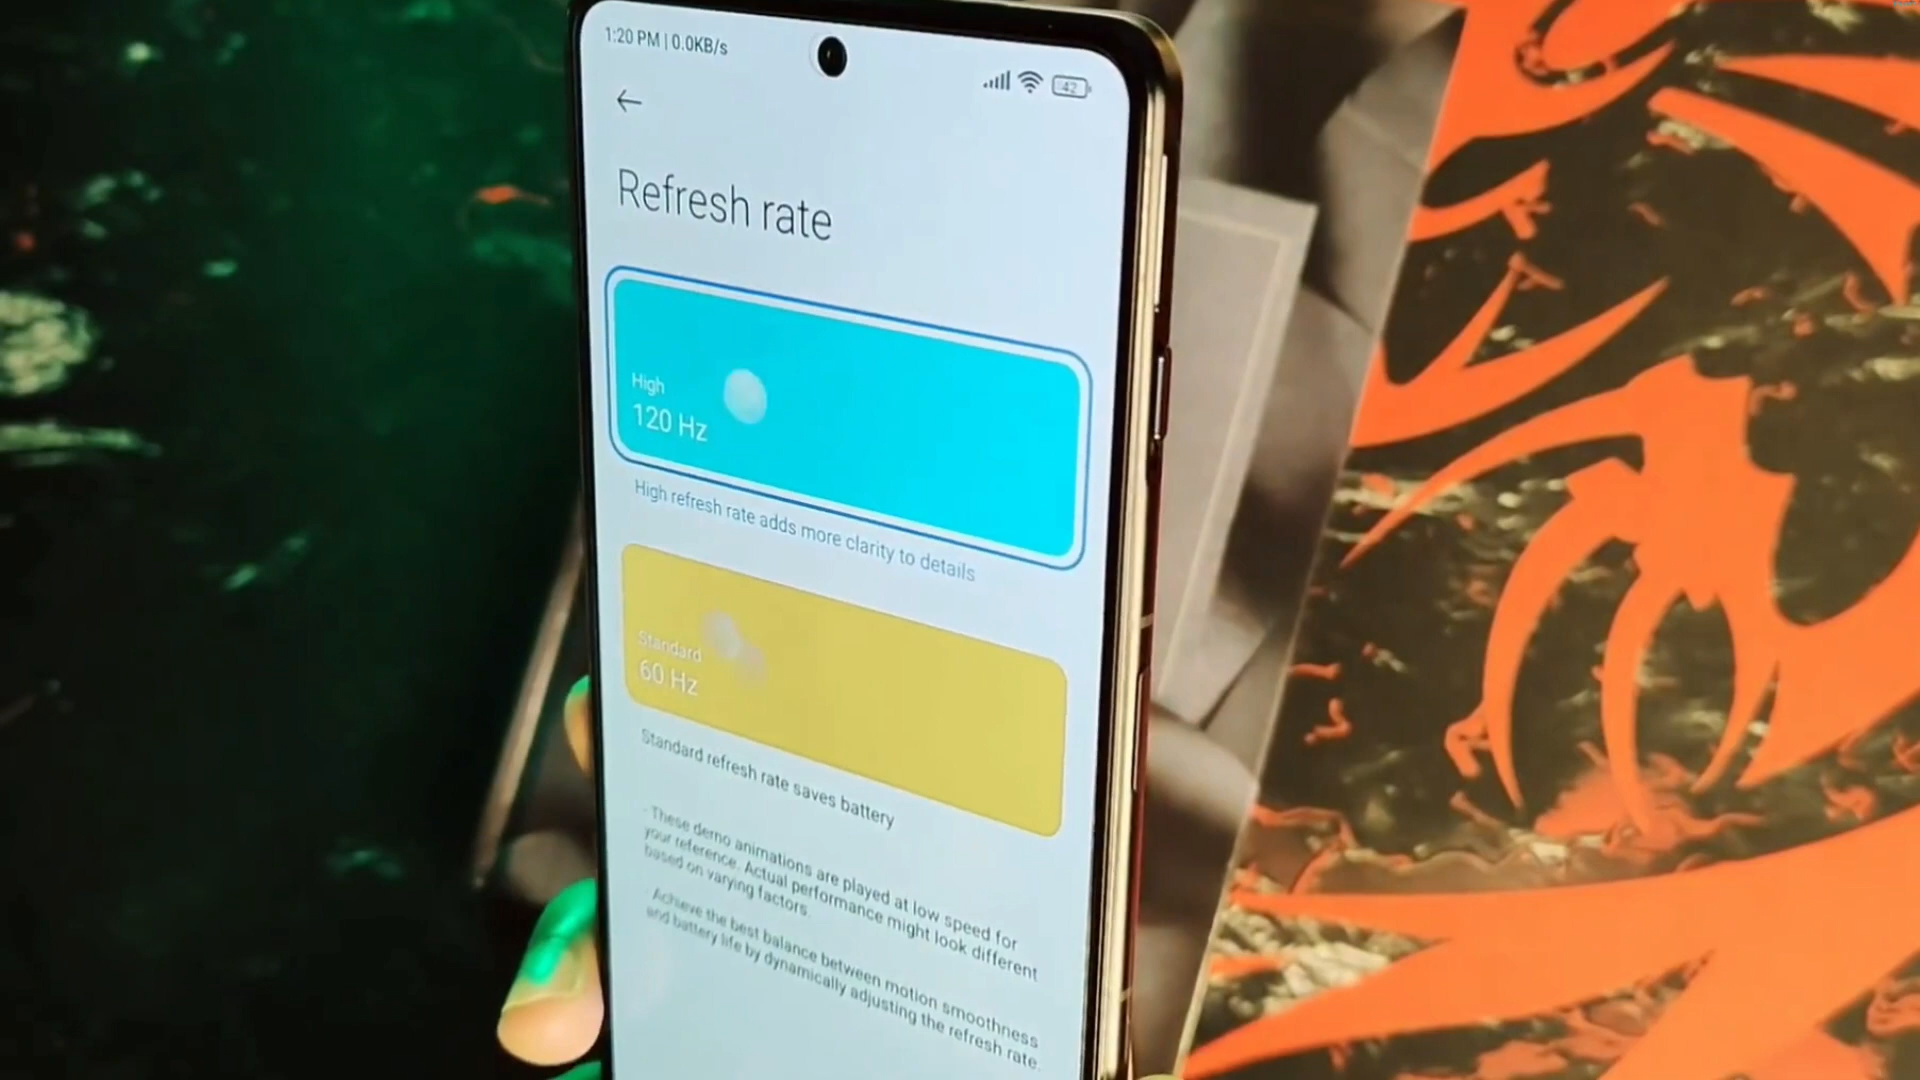 1:20 PM | 0.0KB/s
42
Refresh rate
High
120 Hz
High refresh rate adds more clarity to details
Standard
60 Hz
Standard refresh rate saves battery
· These demo animations are played at low speed for
your reference. Actual performance might look different
based on varying factors.
· Achieve the best balance between motion smoothness
and battery life by dynamically adjusting the refresh rate.